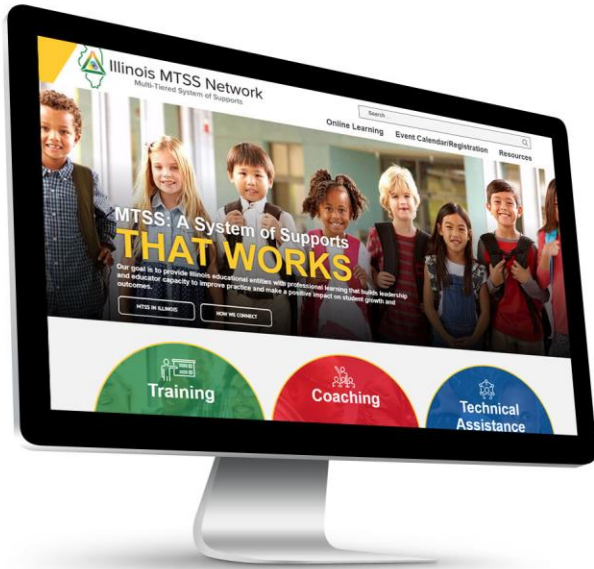 Illinois MTSS Network
Multi-Tiered System of Supports
Search
Online Learning Event Calendar/Registration Resources
MTSS: A System of Supports
THAT WORKS
Our goal is to provide Illinois educational entities with professional learning that builds leadership
and educator capacity to improve practice and make a positive impact on student growth and
outcomes.
MTSS IN ILLINOIS HOW WE CONNECT
Training
Coaching
Technical
Assistance